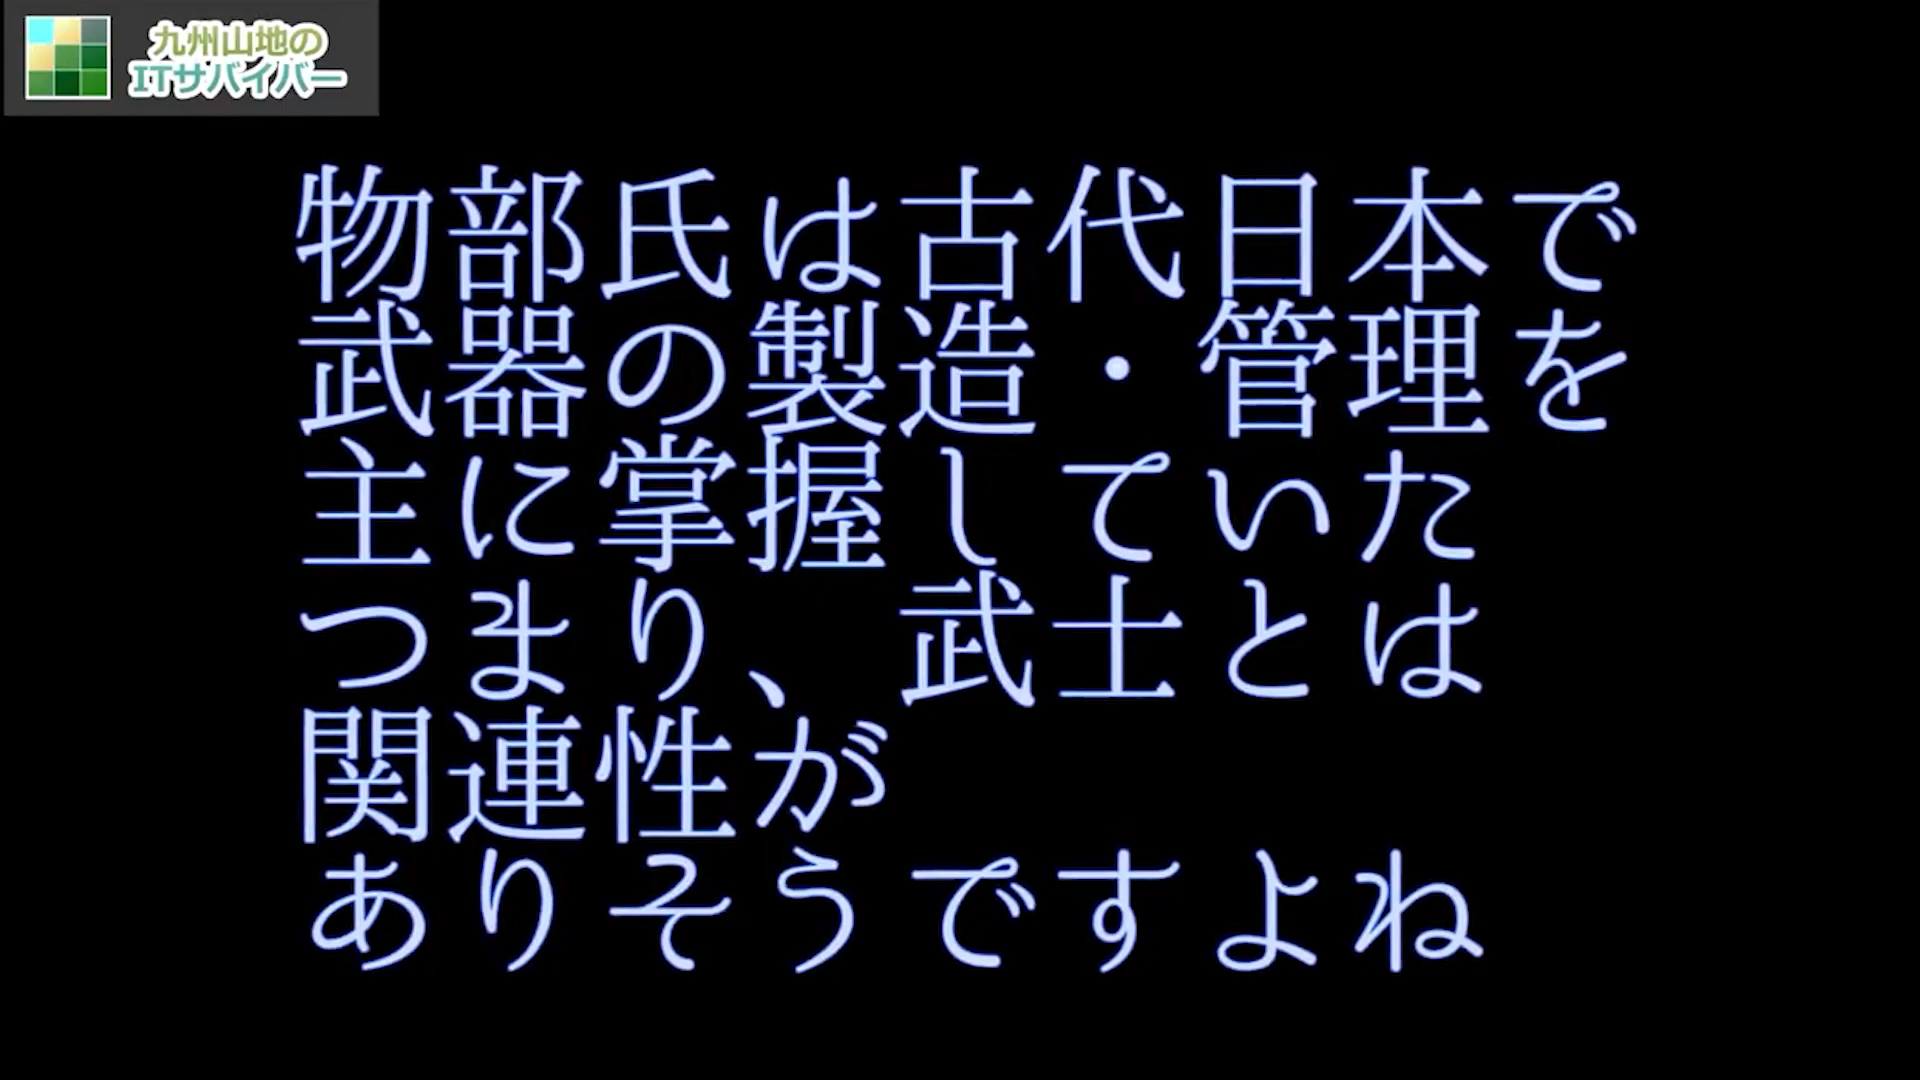 九州山地の
ITサバイバー
物部氏は古代日本で
武器の製造・管理を
主に掌握していた
つまり、武士とは
関連性が
ありそうですよね